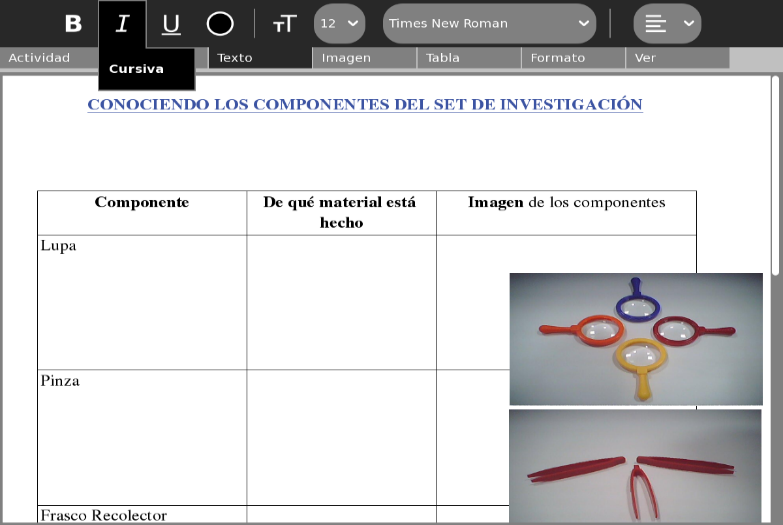 B I U TT 12 Times New Roman
Actividad Texto Imagen Tabla Formato Ver
Cursiva
CONOCIENDO LOS COMPONENTES DEL SET DE INVESTIGACIÓN
Componente De qué material está Imagen de los componentes
hecho
Lupa
Pinza
Frasco Recolector